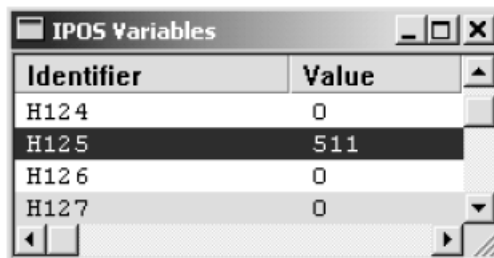 IPOS Variables
Identifier Value
H124 0
H125 511
H126 0
H127 0